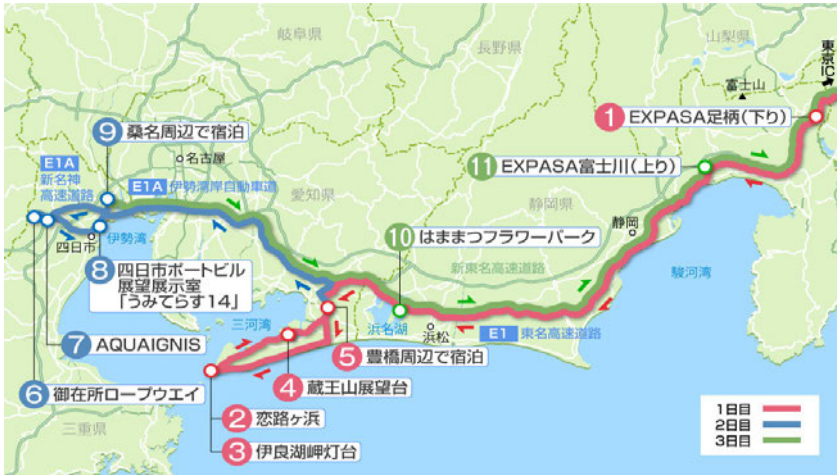 岐阜県
長野県
山梨県
東京IC
富士山
1 EXPASA足柄(下り)
9 桑名周辺で宿泊
名古屋
11 EXPASA富士川(上り)
E1A
新名神
高速道路
E1A 伊勢湾岸自動車道
愛知県
静岡県
静岡
10 はままつフラワーパーク
四日市
伊勢湾
8 四日市ポートビル
展望展示室
「うみてらす14」
新東名高速道路
駿河湾
三河湾
浜名湖
浜松
E1 東名高速道路
7 AQUAIGNIS
5 豊橋周辺で宿泊
4 蔵王山展望台
6 御在所ロープウエイ
2 恋路ヶ浜
3 伊良湖岬灯台
三重県
1日目
2日目
3日目